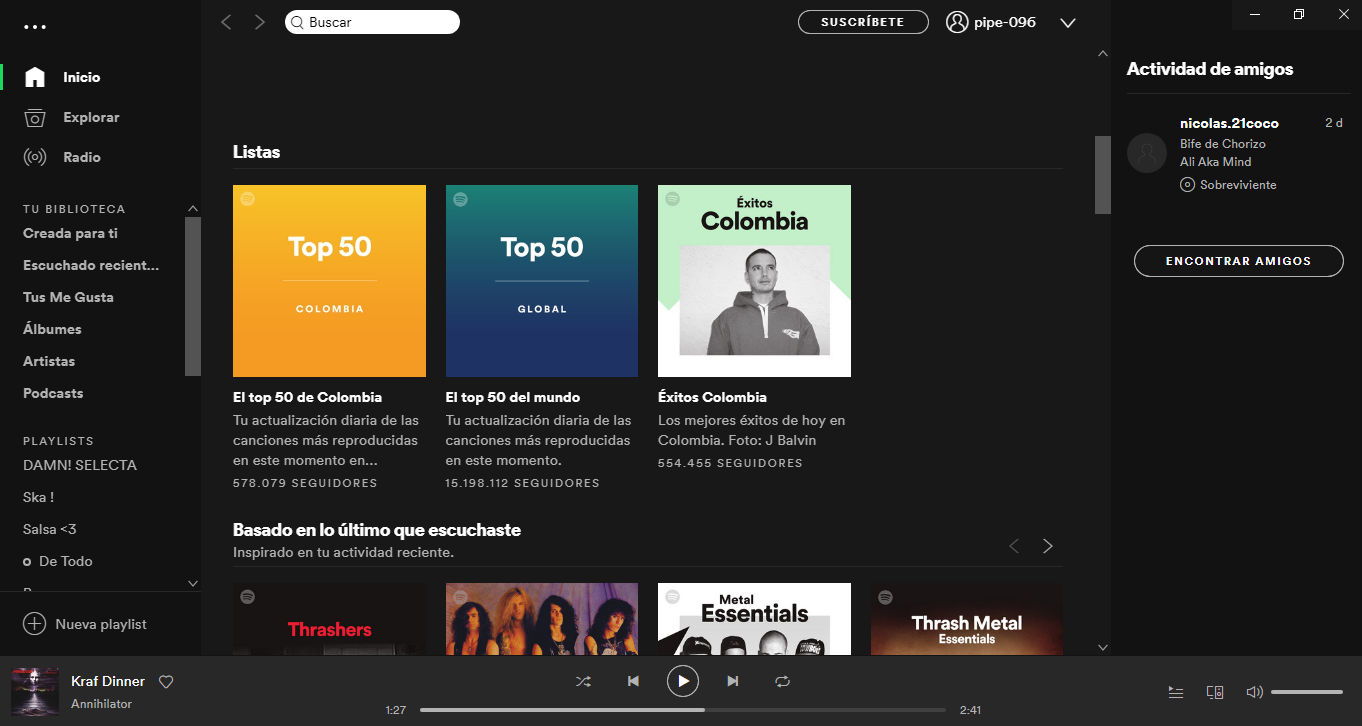 Buscar
SUSCRÍBETE
pipe-096
Inicio
Explorar
Radio
TU BIBLIOTECA
Creada para ti
Escuchado recient...
Tus Me Gusta
Álbumes
Artistas
Podcasts
PLAYLISTS
DAMN! SELECTA
Ska !
Salsa <3
De Todo
Nueva playlist
Listas
Top 50
COLOMBIA
El top 50 de Colombia
Tu actualización diaria de las
canciones más reproducidas
en este momento en...
578.079 SEGUIDORES
Top 50
GLOBAL
El top 50 del mundo
Tu actualización diaria de las
canciones más reproducidas
en este momento.
15.198.112 SEGUIDORES
Éxitos
Colombia
Éxitos Colombia
Los mejores éxitos de hoy en
Colombia. Foto: J Balvin
554.455 SEGUIDORES
Basado en lo último que escuchaste
Inspirado en tu actividad reciente.
Thrashers
Metal
Essentials
Thrash Metal
Essentials
Actividad de amigos
nicolas.21coco
2 d
Bife de Chorizo
Ali Aka Mind
Sobreviviente
ENCONTRAR AMIGOS
Kraf Dinner
Annihilator
1:27
2:41